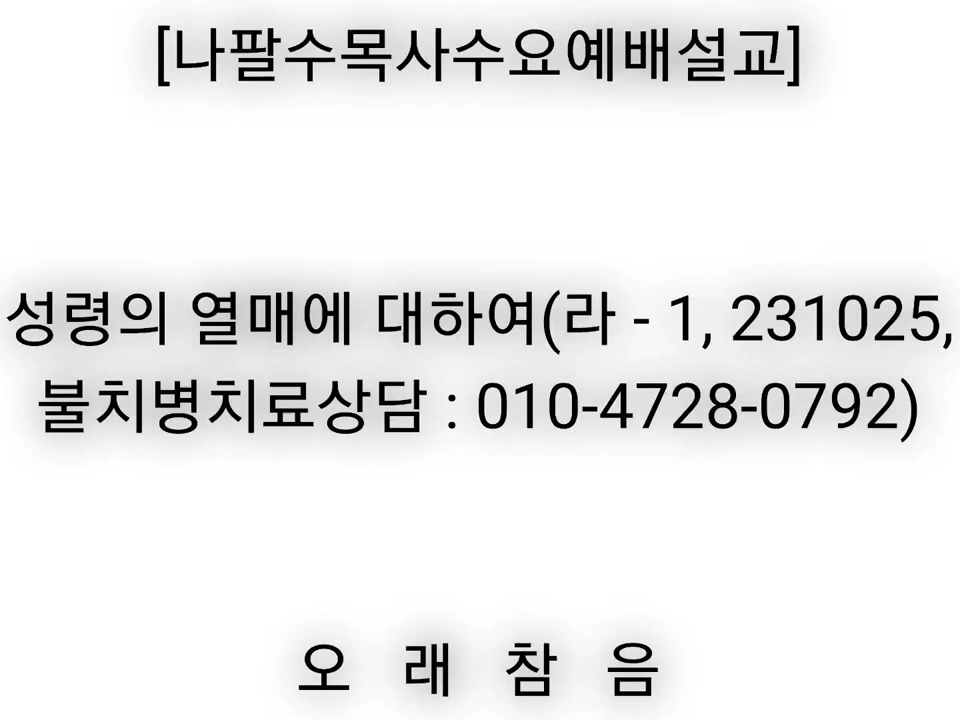 [나팔수목사수요예배설교]
성령의 열매에 대하여(라 - 1, 231025,
불치병치료상담 : 010-4728-0792)
오 래 참 음